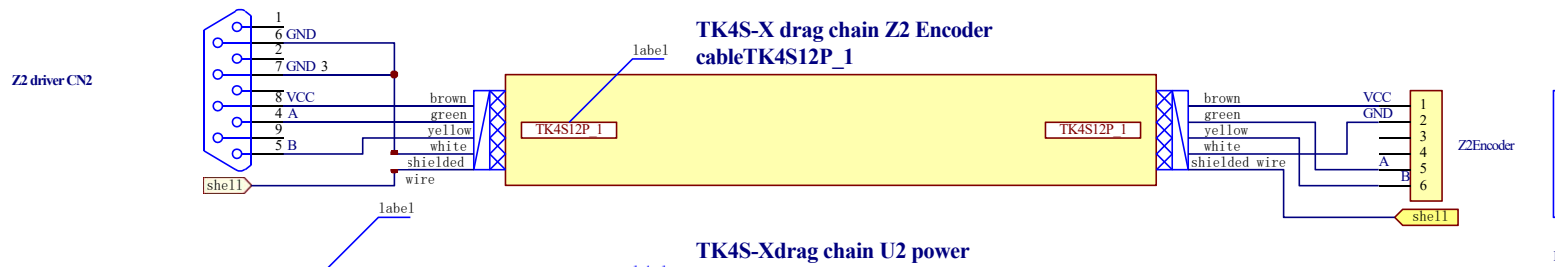 TK4S-X drag chain Z2 Encoder
cableTK4S12P_1
label
Z2 driver CN2
1
6 GND
2
7 GND 3
8 VCC
4 A
9
5 B
shell
brown
green
yellow
white
shielded
wire
TK4S12P_1
TK4S12P_1
brown
green
yellow
white
shielded wire
VCC
GND
A
B
1
2
3
4
5
6
Z2Encoder
shell
label
TK4S-Xdrag chain U2 power